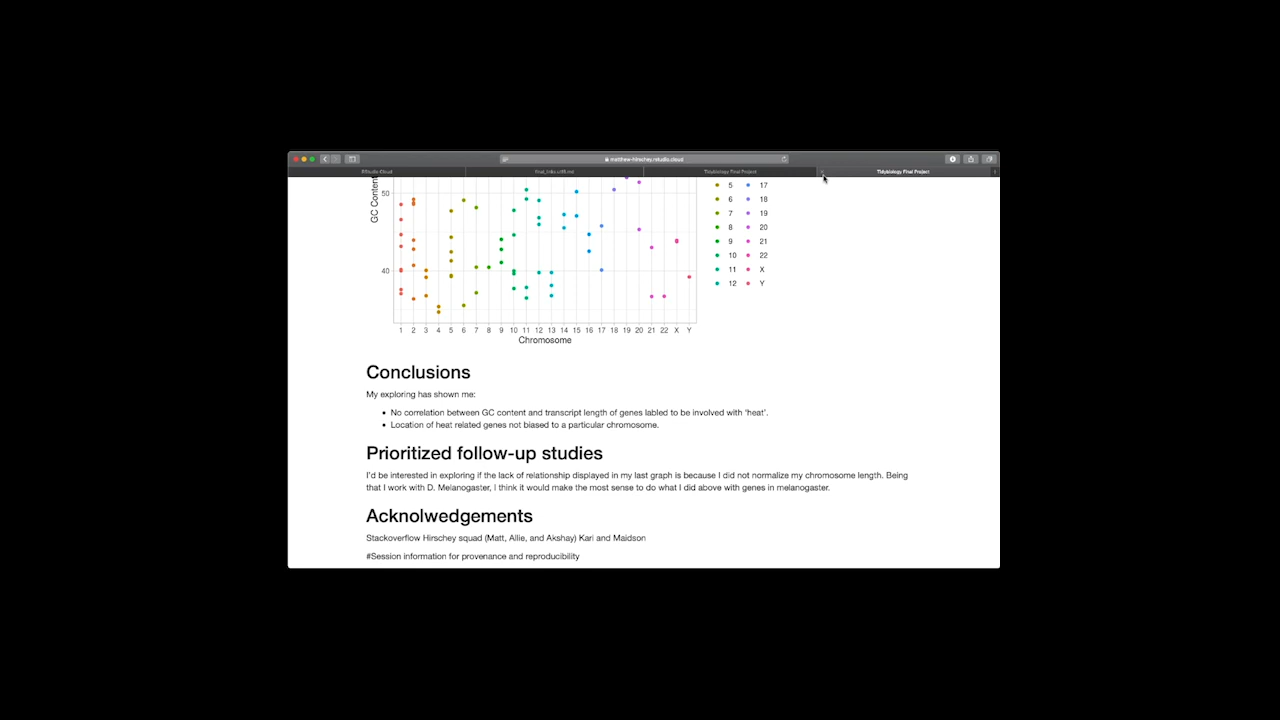 matthew-hirschey.rstudio.cloud
RStudio Cloud
Tidybiology Final Project
Tidybiology Final Project
GC Content
50
40
5 17
6 18
7 19
8 20
9 21
10 22
11 X
12 Y
1 2 3 4 5 6 7 8 9 10 11 12 13 14 15 16 17 18 19 20 21 22 X Y
Chromosome
Conclusions
My exploring has shown me:
• No correlation between GC content and transcript length of genes labled to be involved with 'heat'.
• Location of heat related genes not biased to a particular chromosome.
Prioritized follow-up studies
I'd be interested in exploring if the lack of relationship displayed in my last graph is because I did not normalize my chromosome length. Being
that I work with D. Melanogaster, I think it would make the most sense to do what I did above with genes in melanogaster.
Acknolwedgements
Stackoverflow Hirschey squad (Matt, Allie, and Akshay) Kari and Maidson
#Session information for provenance and reproducibility